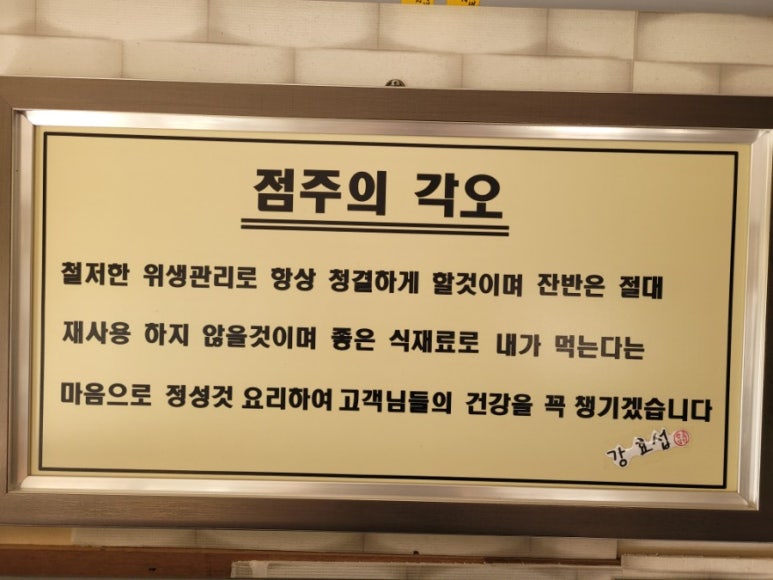 점주의 각오
철저한 위생관리로 항상 청결하게 할것이며 잔반은 절대
재사용 하지 않을것이며 좋은 식재료로 내가 먹는다는
마음으로 정성것 요리하여 고객님들의 건강을 꼭 챙기겠습니다
강효섭